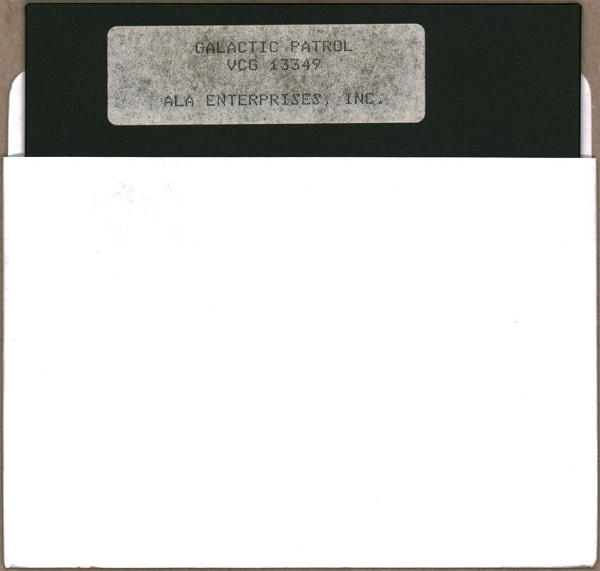 GALACTIC PATROL
VCG 13349
ALA ENTERPRISES, INC.